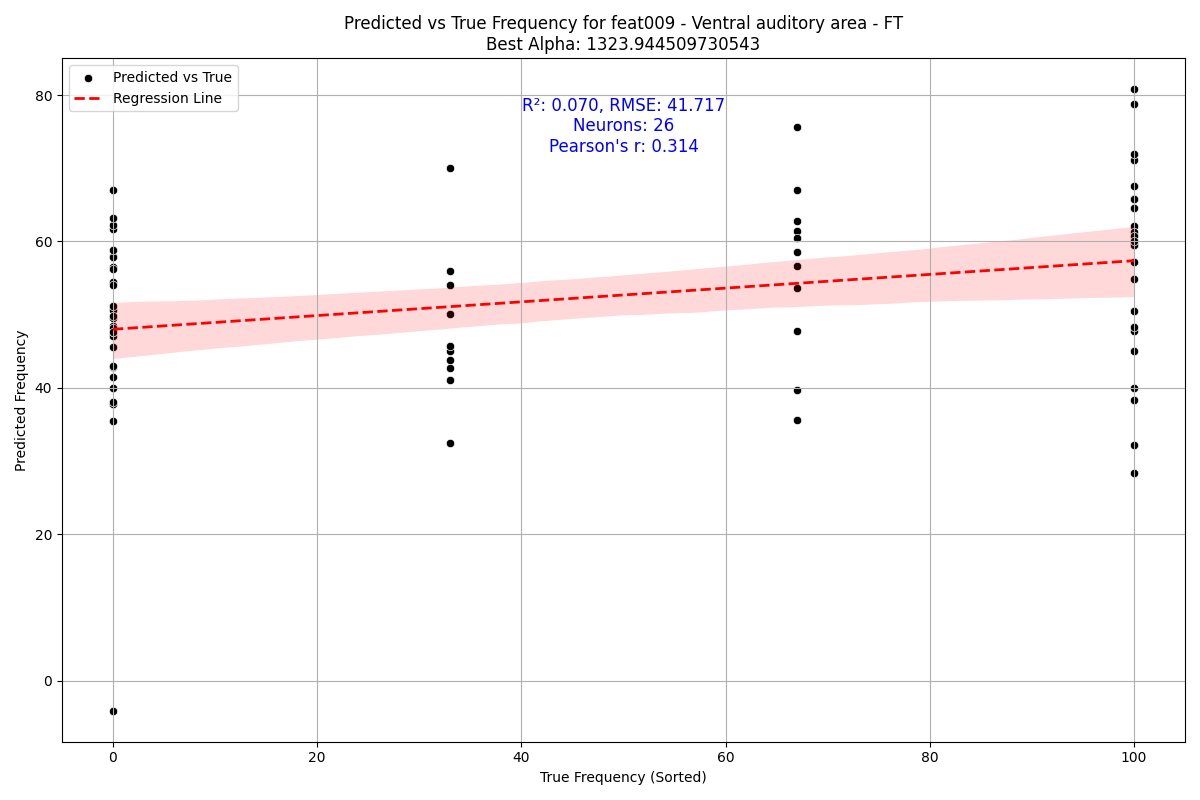 Predicted vs True Frequency for feat009 - Ventral auditory area - FT
Best Alpha: 1323.944509730543
Predicted vs True
Regression Line
R²: 0.070, RMSE: 41.717
Neurons: 26
Pearson's r: 0.314
Predicted Frequency
80
60
40
20
0
0 20 40 60 80 100
True Frequency (Sorted)